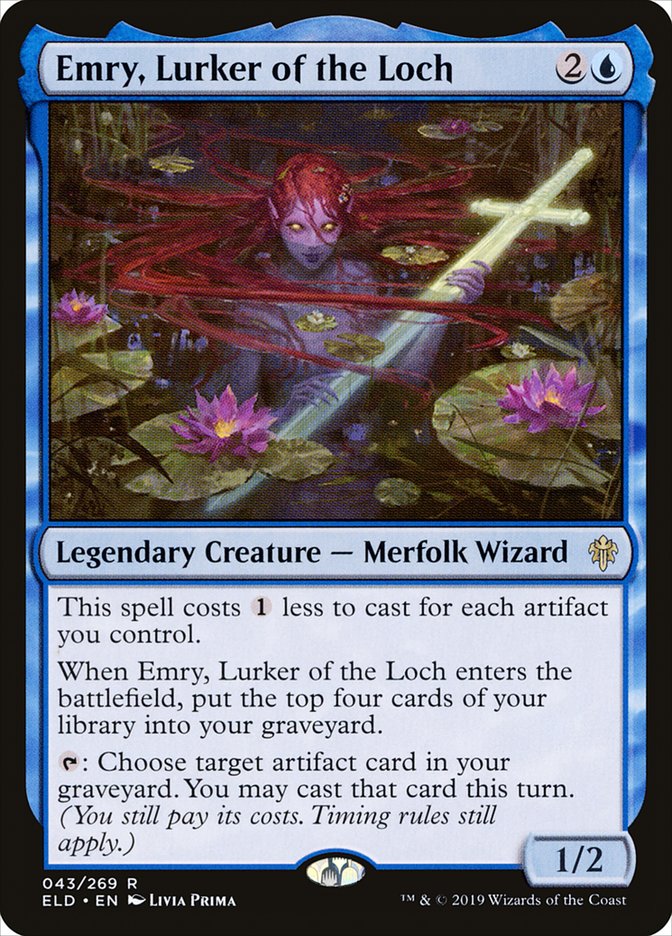 Emry, Lurker of the Loch 2
Legendary Creature — Merfolk Wizard
This spell costs 1 less to cast for each artifact
you control.
When Emry, Lurker of the Loch enters the
battlefield, put the top four cards of your
library into your graveyard.
: Choose target artifact card in your
graveyard. You may cast that card this turn.
(You still pay its costs. Timing rules still
apply.)
1/2
043/269 R
ELD • EN Livia Prima
™ & © 2019 Wizards of the Coast